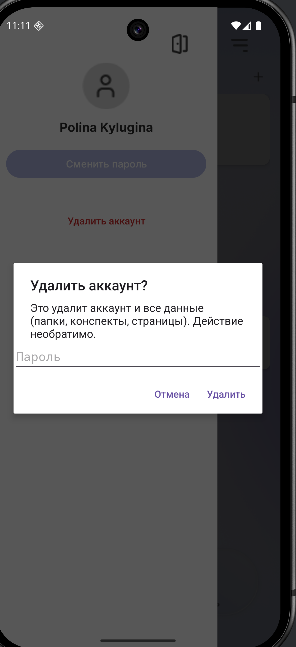 11:11
Polina Kylugina
Сменить пароль
Удалить аккаунт
Удалить аккаунт?
Это удалит аккаунт и все данные
(папки, конспекты, страницы). Действие
необратимо.
Пароль
Отмена Удалить